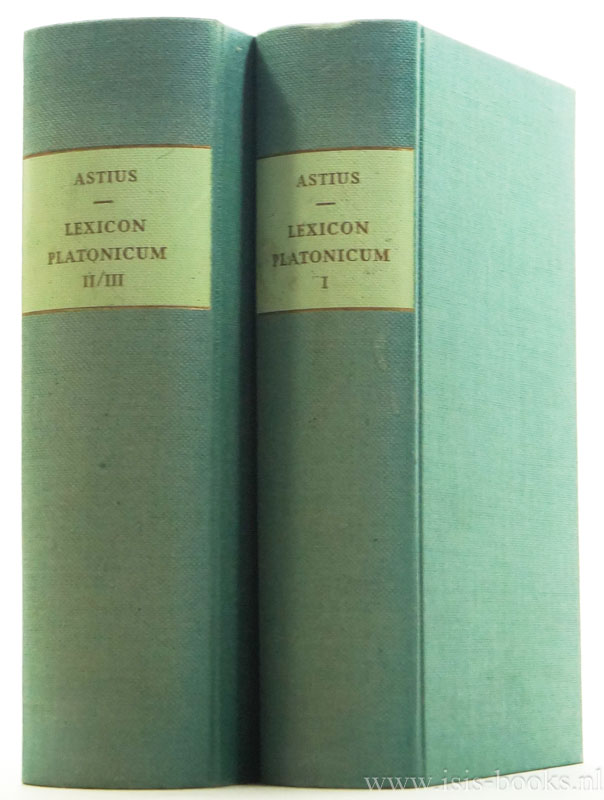 ASTIUS
LEXICON
PLATONICUM
II/III
ASTIUS
LEXICON
PLATONICUM
I
www.isis-books.nl